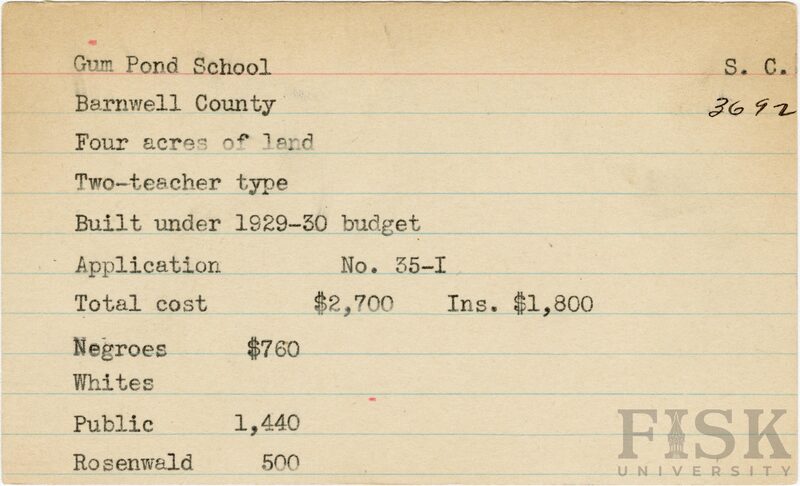 Gum Pond School S. C.
Barnwell County 3692
Four acres of land
Two-teacher type
Built under 1929-30 budget
Application No. 35-I
Total cost $2,700 Ins. $1,800
Negroes $760
Whites
Public 1,440
Rosenwald 500
FISK
UNIVERSITY